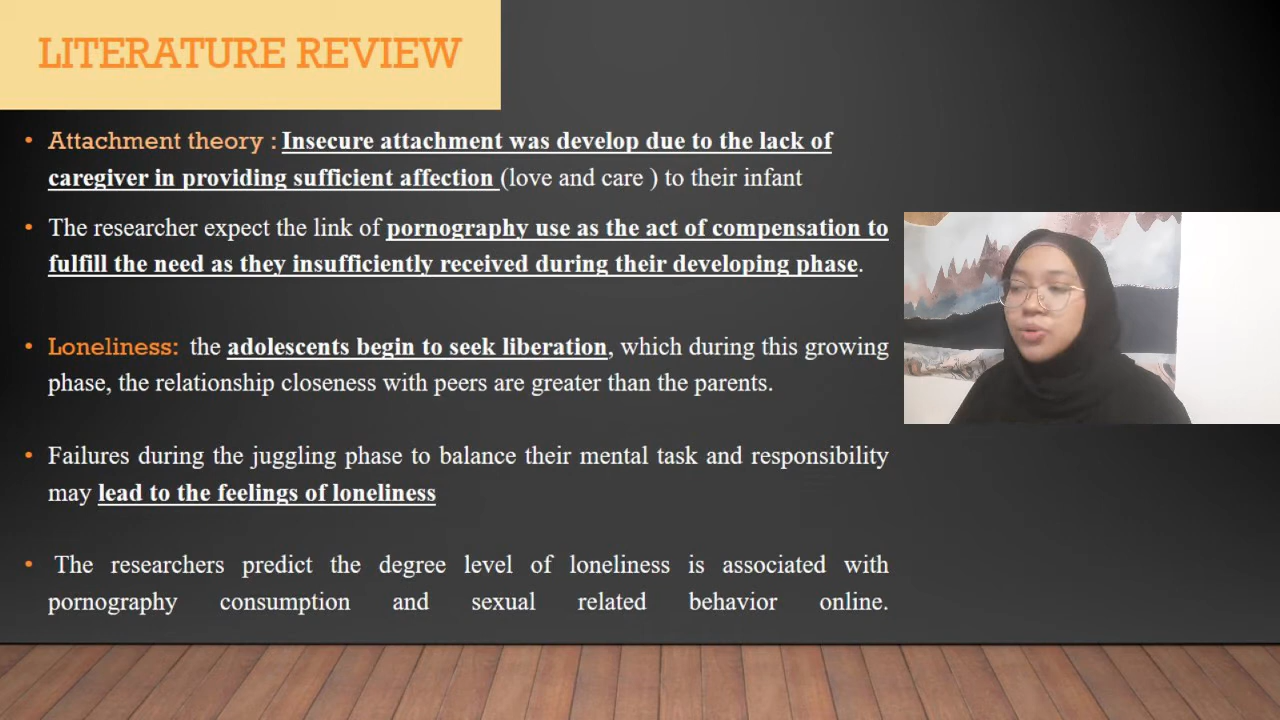 LITERATURE REVIEW
• Attachment theory : Insecure attachment was develop due to the lack of
caregiver in providing sufficient affection (love and care ) to their infant
• The researcher expect the link of pornography use as the act of compensation to
fulfill the need as they insufficiently received during their developing phase.
• Loneliness: the adolescents begin to seek liberation, which during this growing
phase, the relationship closeness with peers are greater than the parents.
• Failures during the juggling phase to balance their mental task and responsibility
may lead to the feelings of loneliness
• The researchers predict the degree level of loneliness is associated with
pornography consumption and sexual related behavior online.